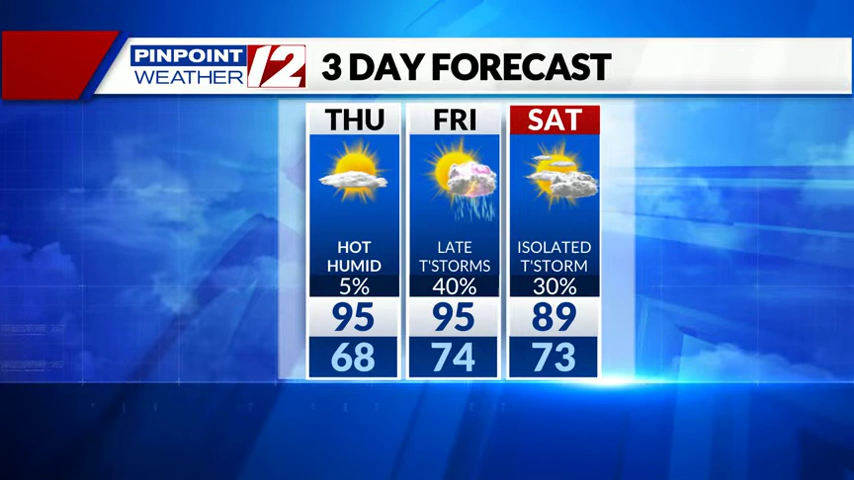 PINPOINT
WEATHER 12
3 DAY FORECAST
THU FRI SAT
HOT
HUMID
5%
95
68
LATE
T'STORMS
40%
95
74
ISOLATED
T'STORM
30%
89
73